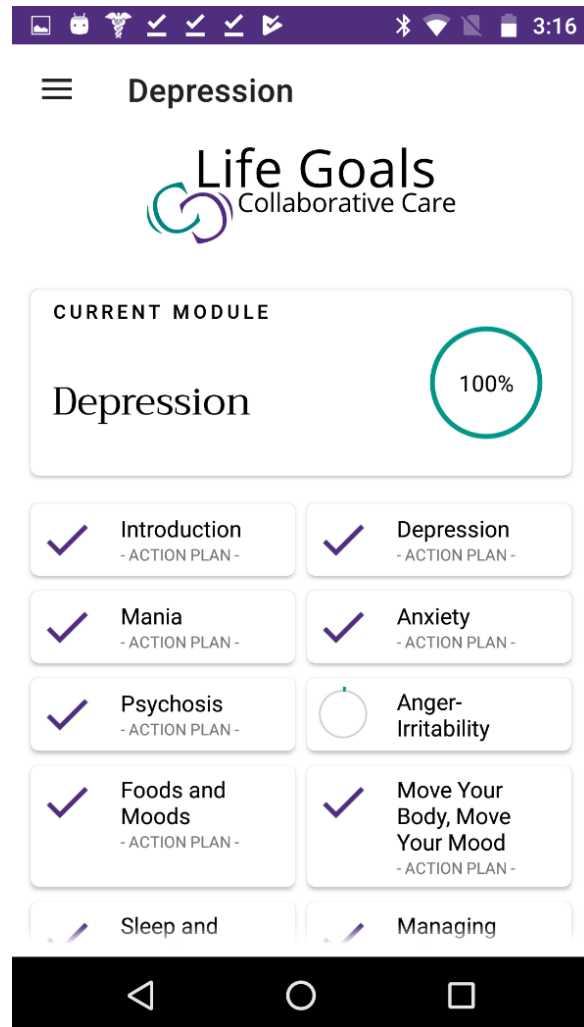 3:16
Depression
Life Goals
Collaborative Care
CURRENT MODULE
Depression
100%
Introduction
- ACTION PLAN -
Depression
- ACTION PLAN -
Mania
- ACTION PLAN -
Anxiety
- ACTION PLAN -
Psychosis
- ACTION PLAN -
Anger-
Irritability
Foods and
Moods
- ACTION PLAN -
Move Your
Body, Move
Your Mood
- ACTION PLAN -
Sleep and
Managing